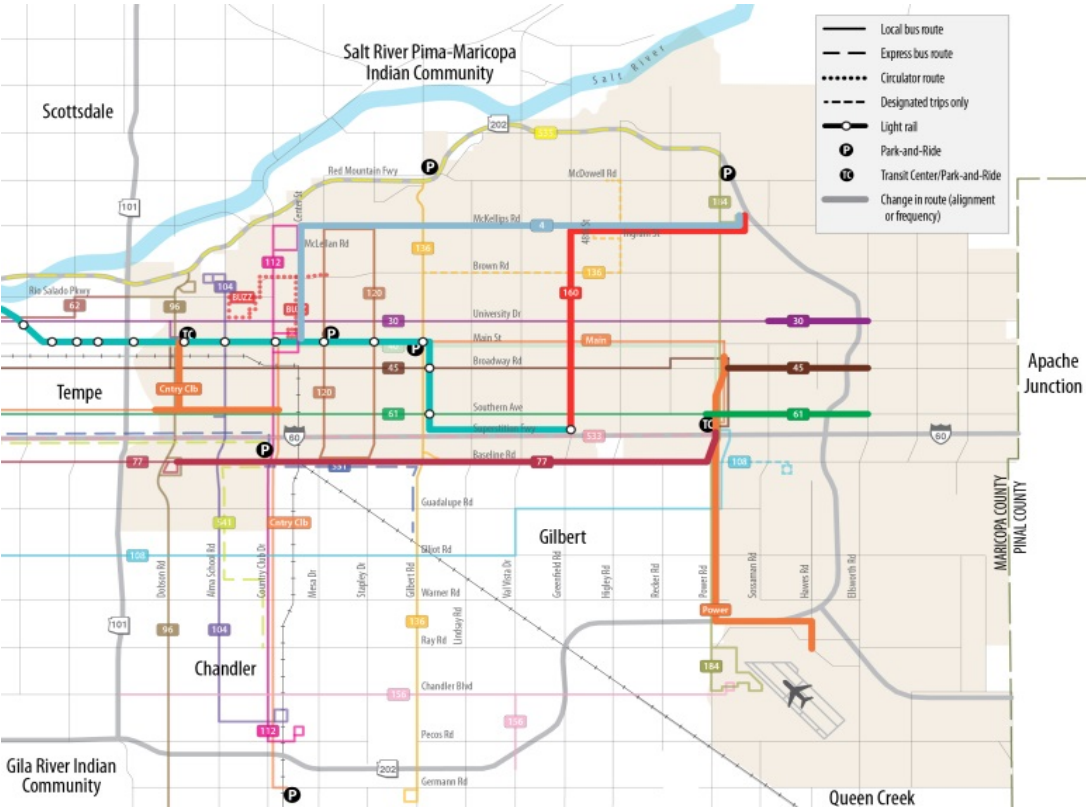 Salt River Pima-Maricopa
Indian Community
Salt River
Scottsdale
Local bus route
Express bus route
Circulator route
Designated trips only
Light rail
P Park-and-Ride
TC Transit Center/Park-and-Ride
Change in route (alignment
or frequency)
202
535
P
Red Mountain Fwy
McDowell Rd
P
101
Center St
184
McKellips Rd
4
48th St
McLellan Rd
112
136
Brown Rd
136
104
Rio Salado Pkwy
BUZZ
120
160
62
96
30
University Dr
30
TC
P
Main St
Main
P
45
Broadway Rd
45
Apache
Junction
Tempe
Cntry Clb
120
61
Southern Ave
61
TC
60
Superstition Fwy
533
60
P
77
Baseline Rd
77
108
531
Guadalupe Rd
MARICOPA COUNTY
PINAL COUNTY
541
Cntry Clb
Gilbert
108
Elliot Rd
Dobson Rd
Alma School Rd
Country Club Dr
Mesa Dr
Stapley Dr
Gilbert Rd
Lindsay Rd
Val Vista Dr
Greenfield Rd
Higley Rd
Recker Rd
Power Rd
Sossaman Rd
Hawes Rd
Ellsworth Rd
Warner Rd
Power
101
96
104
136
Ray Rd
Chandler
184
Chandler Blvd
156
156
112
Pecos Rd
Gila River Indian
Community
202
Germann Rd
P
Queen Creek